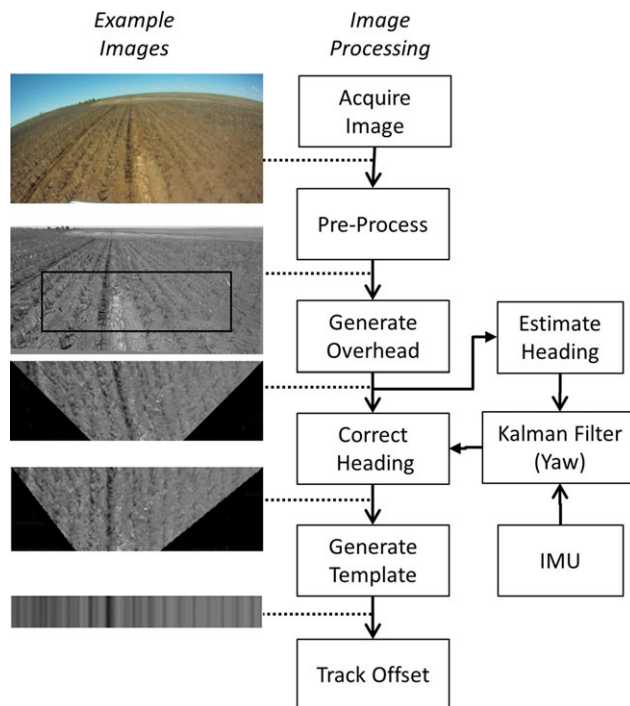 Example
Images
Image
Processing
Acquire
Image
Pre-Process
Generate
Overhead
Estimate
Heading
Correct
Heading
Kalman Filter
(Yaw)
Generate
Template
IMU
Track Offset